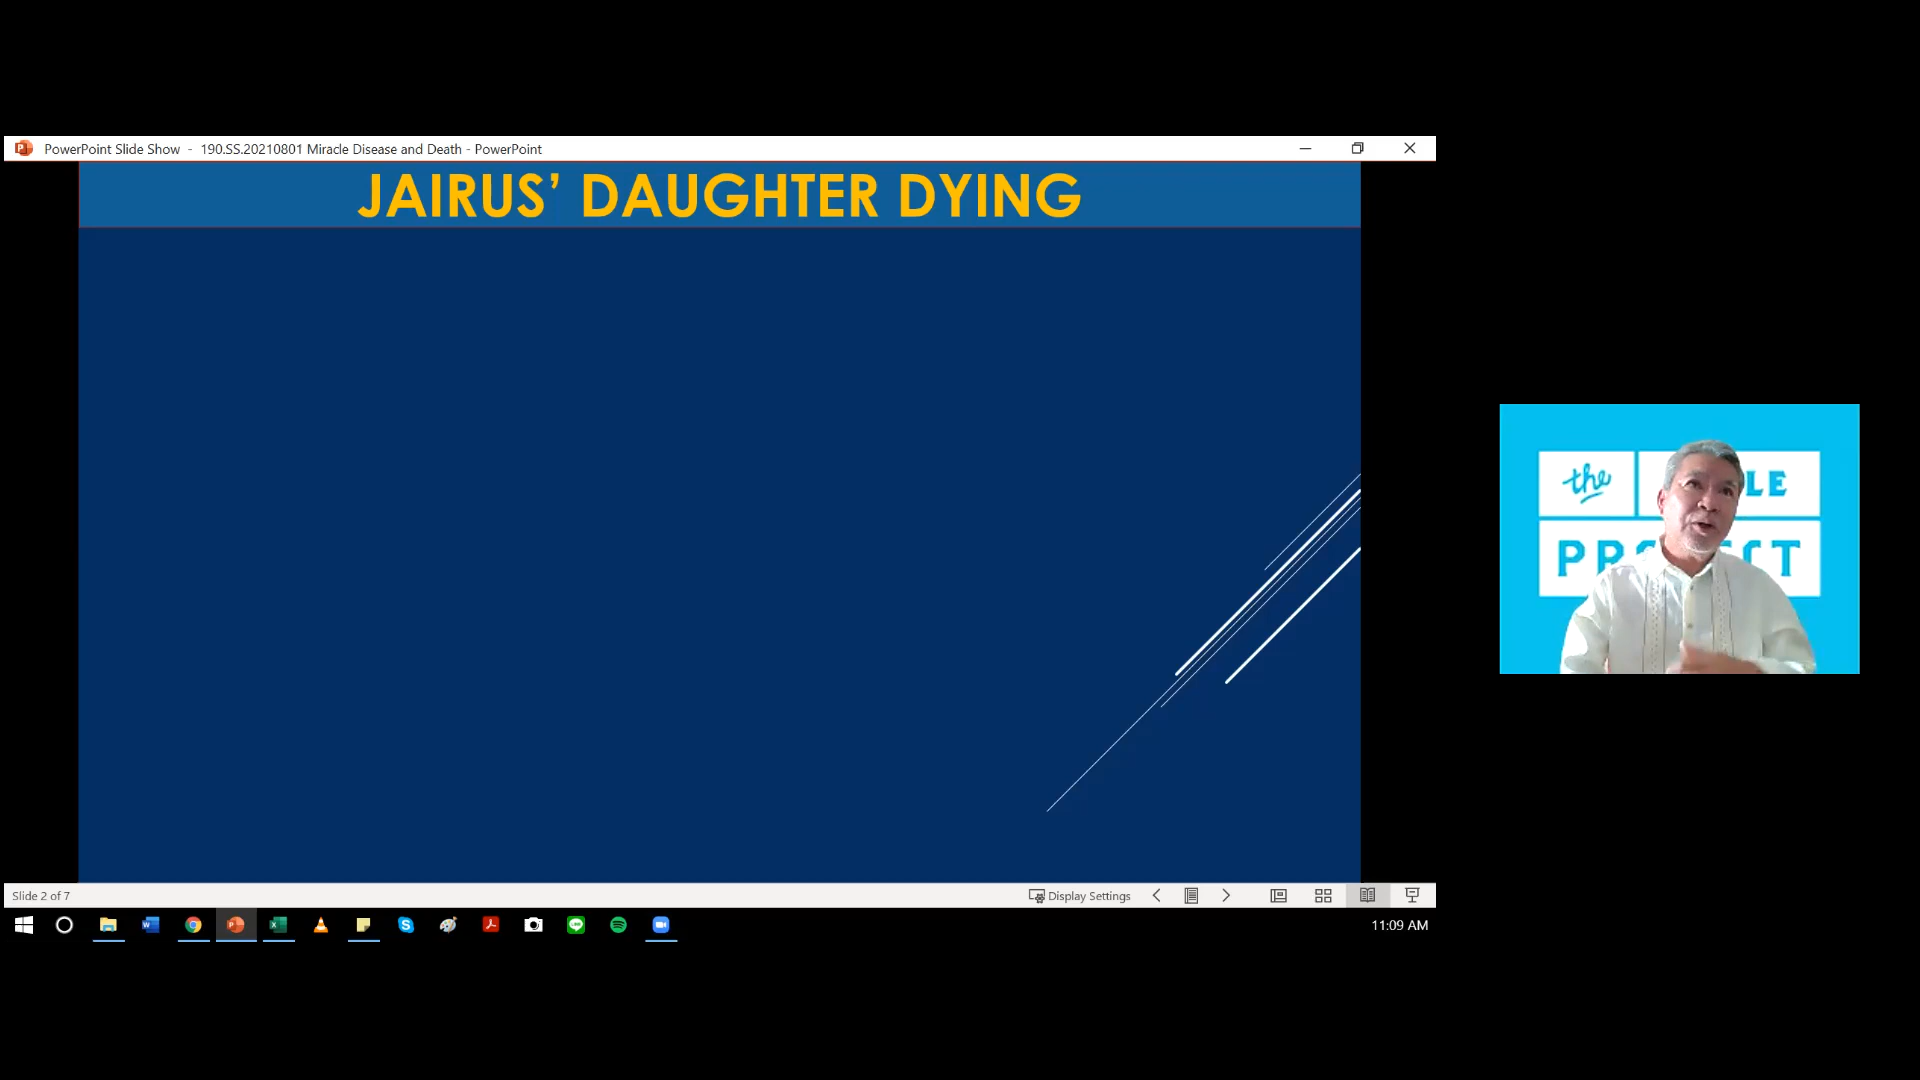 PowerPoint Slide Show - 190.SS.20210801 Miracle Disease and Death - PowerPoint
JAIRUS’ DAUGHTER DYING
the
LE
PR
CT
Slide 2 of 7
Display Settings
11:09 AM